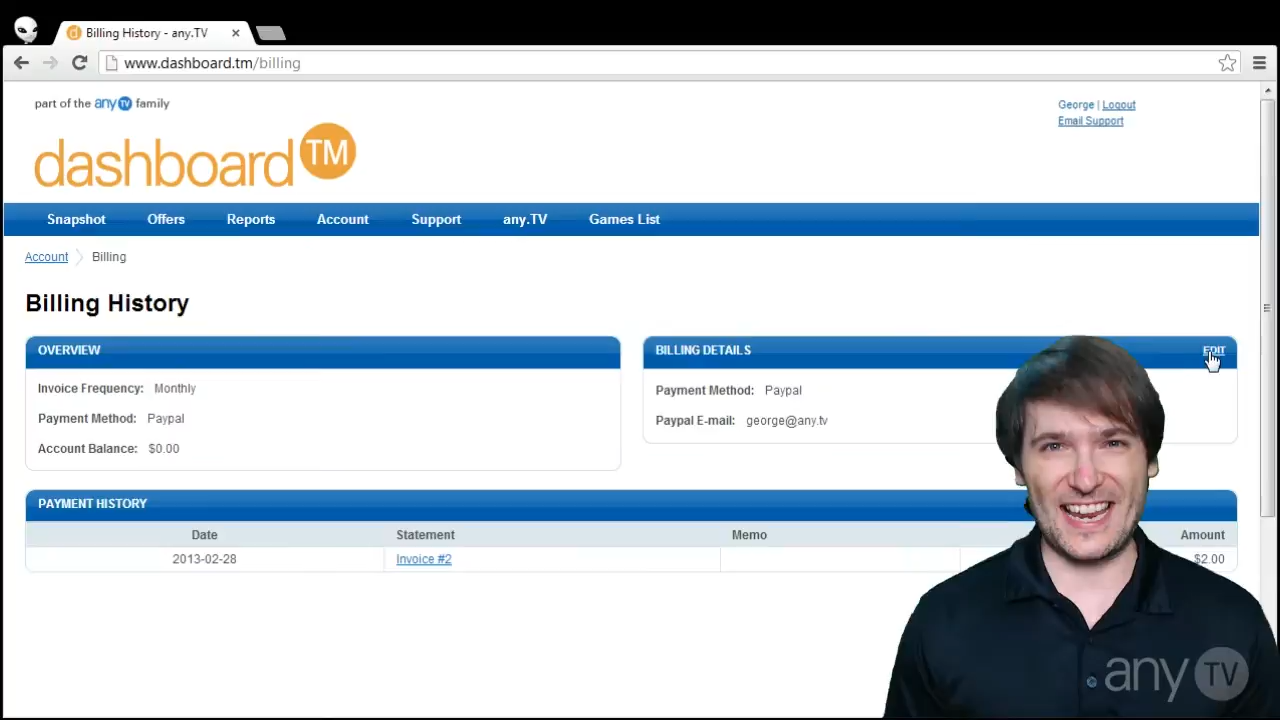 Billing History - any.TV
www.dashboard.tm/billing
part of the any TV family
George | Logout
Email Support
dashboard TM
Snapshot Offers Reports Account Support any.TV Games List
Account Billing
Billing History
OVERVIEW
Invoice Frequency: Monthly
Payment Method: Paypal
Account Balance: $0.00
BILLING DETAILS EDIT
Payment Method: Paypal
Paypal E-mail: george@any.tv
PAYMENT HISTORY
Date Statement Memo Amount
2013-02-28 Invoice #2 $2.00
any TV